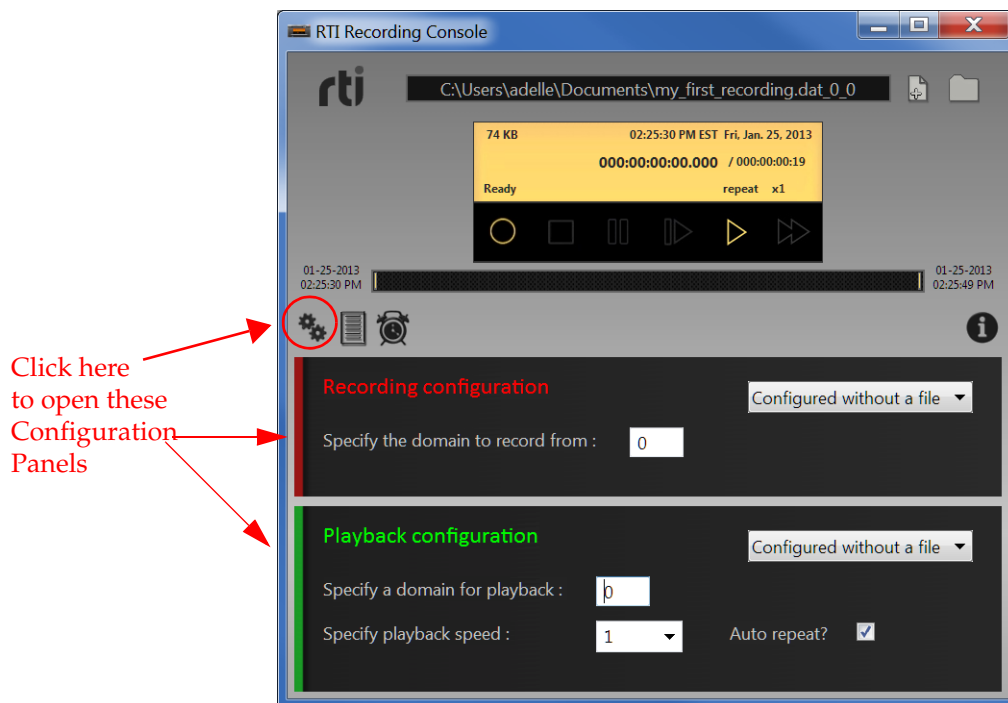 RTI Recording Console
rti
C:\Users\adelle\Documents\my_first_recording.dat_0_0
74 KB 02:25:30 PM EST Fri, Jan. 25, 2013
000:00:00:00.000 / 000:00:00:19
Ready repeat x1
01-25-2013
02:25:30 PM
01-25-2013
02:25:49 PM
Click here
to open these
Configuration
Panels
Recording configuration
Configured without a file
Specify the domain to record from : 0
Playback configuration
Configured without a file
Specify a domain for playback : 0
Specify playback speed : 1 Auto repeat?